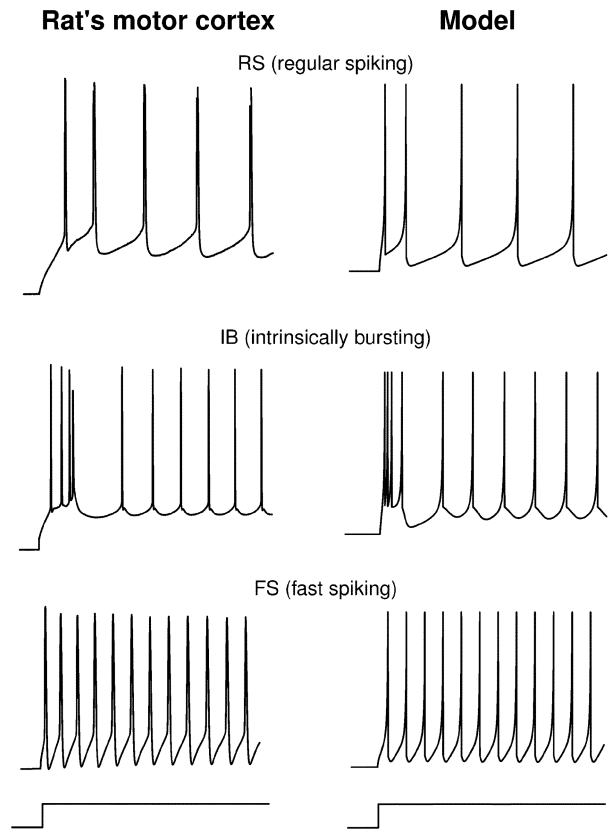 Rat's motor cortex
Model
RS (regular spiking)
IB (intrinsically bursting)
FS (fast spiking)